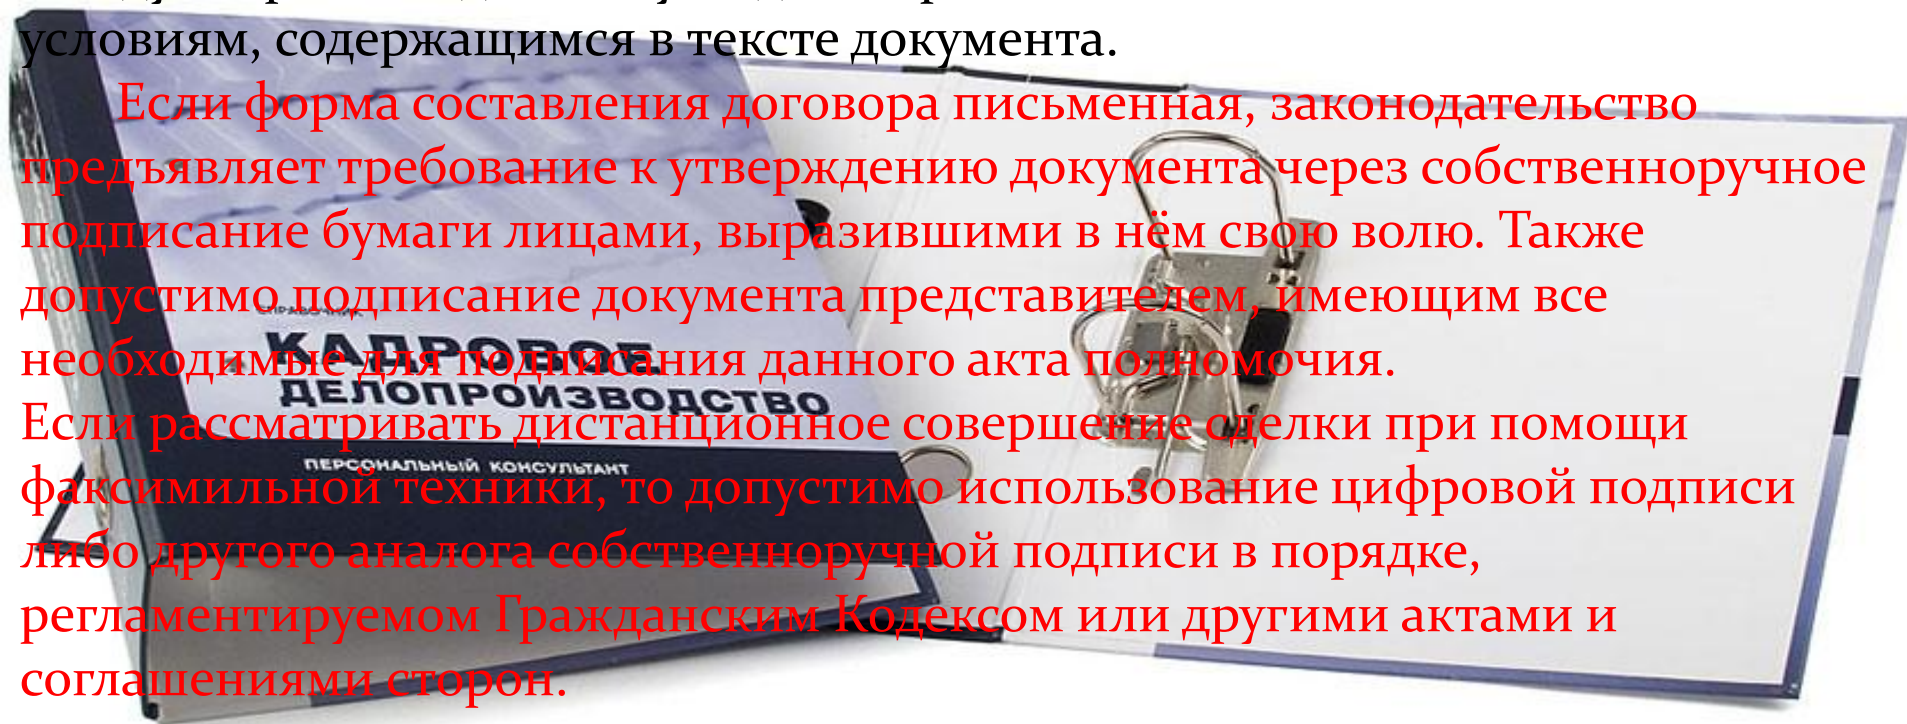 условиям, содержащимся в тексте документа.
Если форма составления договора письменная, законодательство
предъявляет требование к утверждению документа через собственноручное
подписание бумаги лицами, выразившими в нём свою волю. Также
допустимо подписание документа представителем, имеющим все
необходимые для подписания данного акта полномочия.
Если рассматривать дистанционное совершение сделки при помощи
факсимильной техники, то допустимо использование цифровой подписи
либо другого аналога собственноручной подписи в порядке,
регламентируемом Гражданским Кодексом или другими актами и
соглашениями сторон.
СПРАВОЧНИК
КАДРОВОЕ
ДЕЛОПРОИЗВОДСТВО
ПЕРСОНАЛЬНЫЙ КОНСУЛЬТАНТ